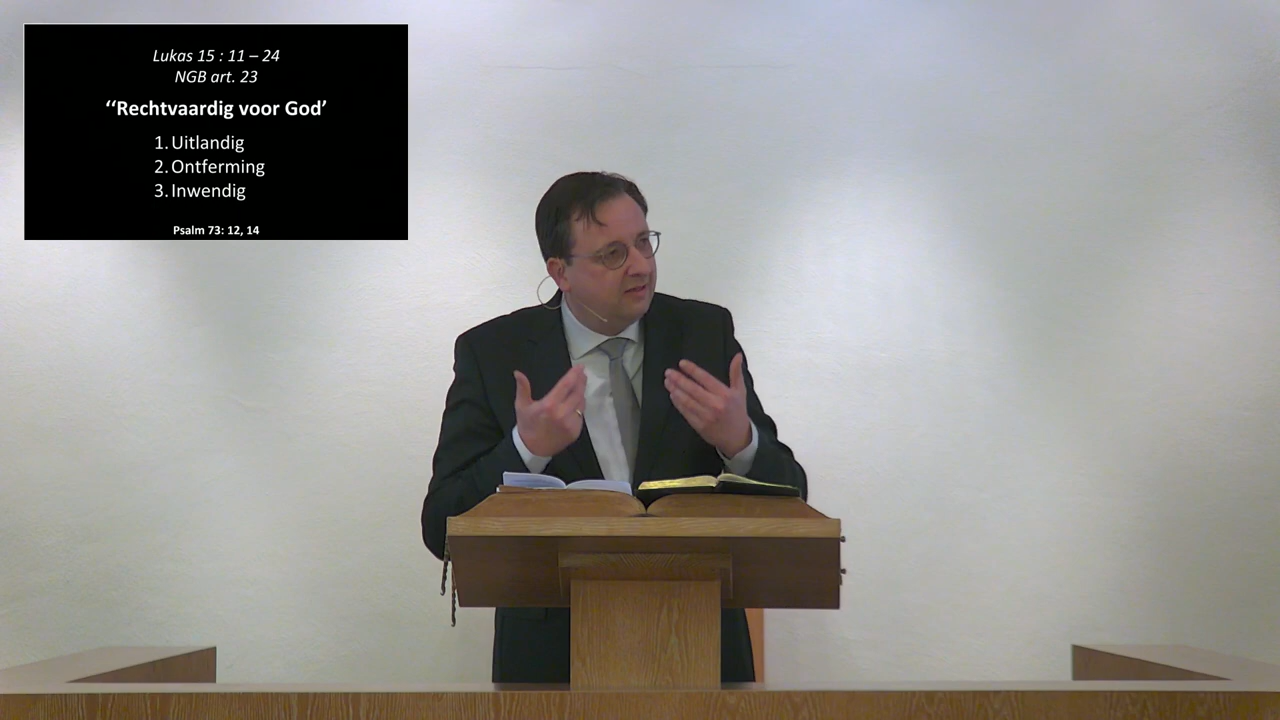 Lukas 15 : 11 – 24
NGB art. 23
‘‘Rechtvaardig voor God’
1. Uitlandig
2. Ontferming
3. Inwendig
Psalm 73: 12, 14